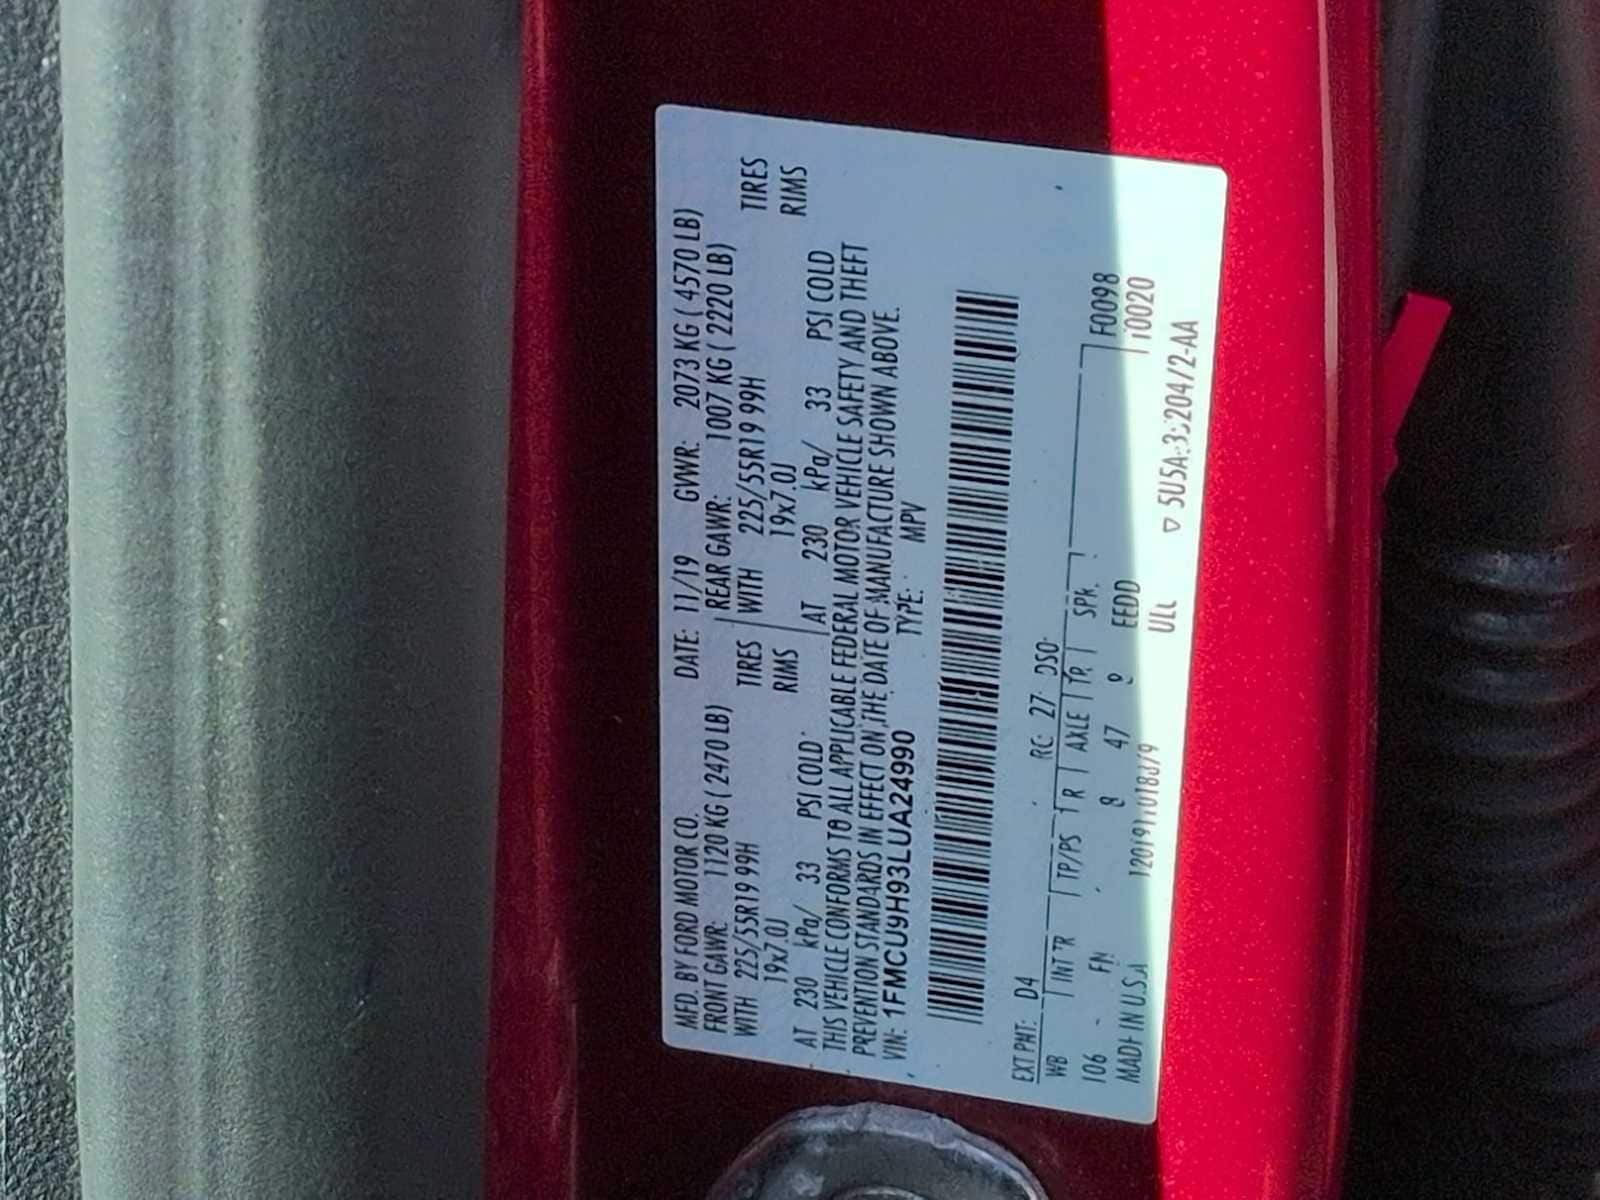 MFD. BY FORD MOTOR CO. DATE: 11/19 GVWR: 2073 KG ( 4570 LB)
FRONT GAWR: 1120 KG ( 2470 LB) REAR GAWR: 1007 KG ( 2220 LB)
WITH 225/55R19 99H TIRES WITH 225/55R19 99H TIRES
19x7.0J RIMS 19x7.0J RIMS
AT 230 kPa/ 33 PSI COLD AT 230 kPa/ 33 PSI COLD
THIS VEHICLE CONFORMS TO ALL APPLICABLE FEDERAL MOTOR VEHICLE SAFETY AND THEFT
PREVENTION STANDARDS IN EFFECT ON THE DATE OF MANUFACTURE SHOWN ABOVE.
VIN: 1FMCU9H93LUA24990 TYPE: MPV
EXT PNT: D4 RC: 27 DSO:
WB INT TR TP/PS TR AXLE TR SPR F0098
106 FN 8 47 EEDD T0020
MADE IN U.S.A. ULL